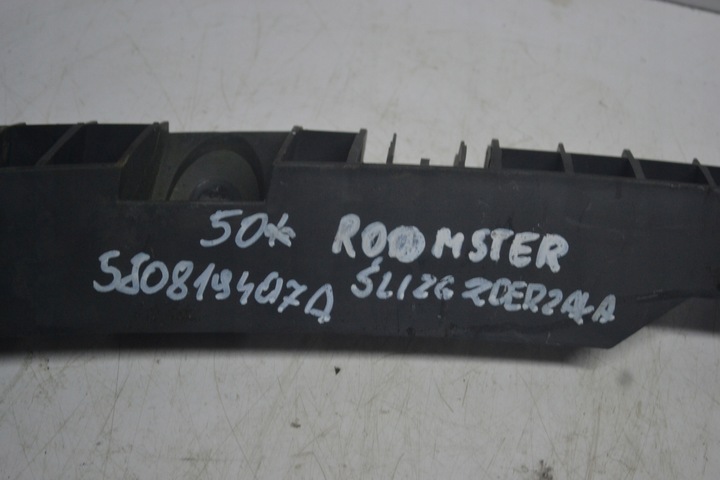 50zł ROOMSTER
5J0819407A ŚLIZG ZDERZAKA